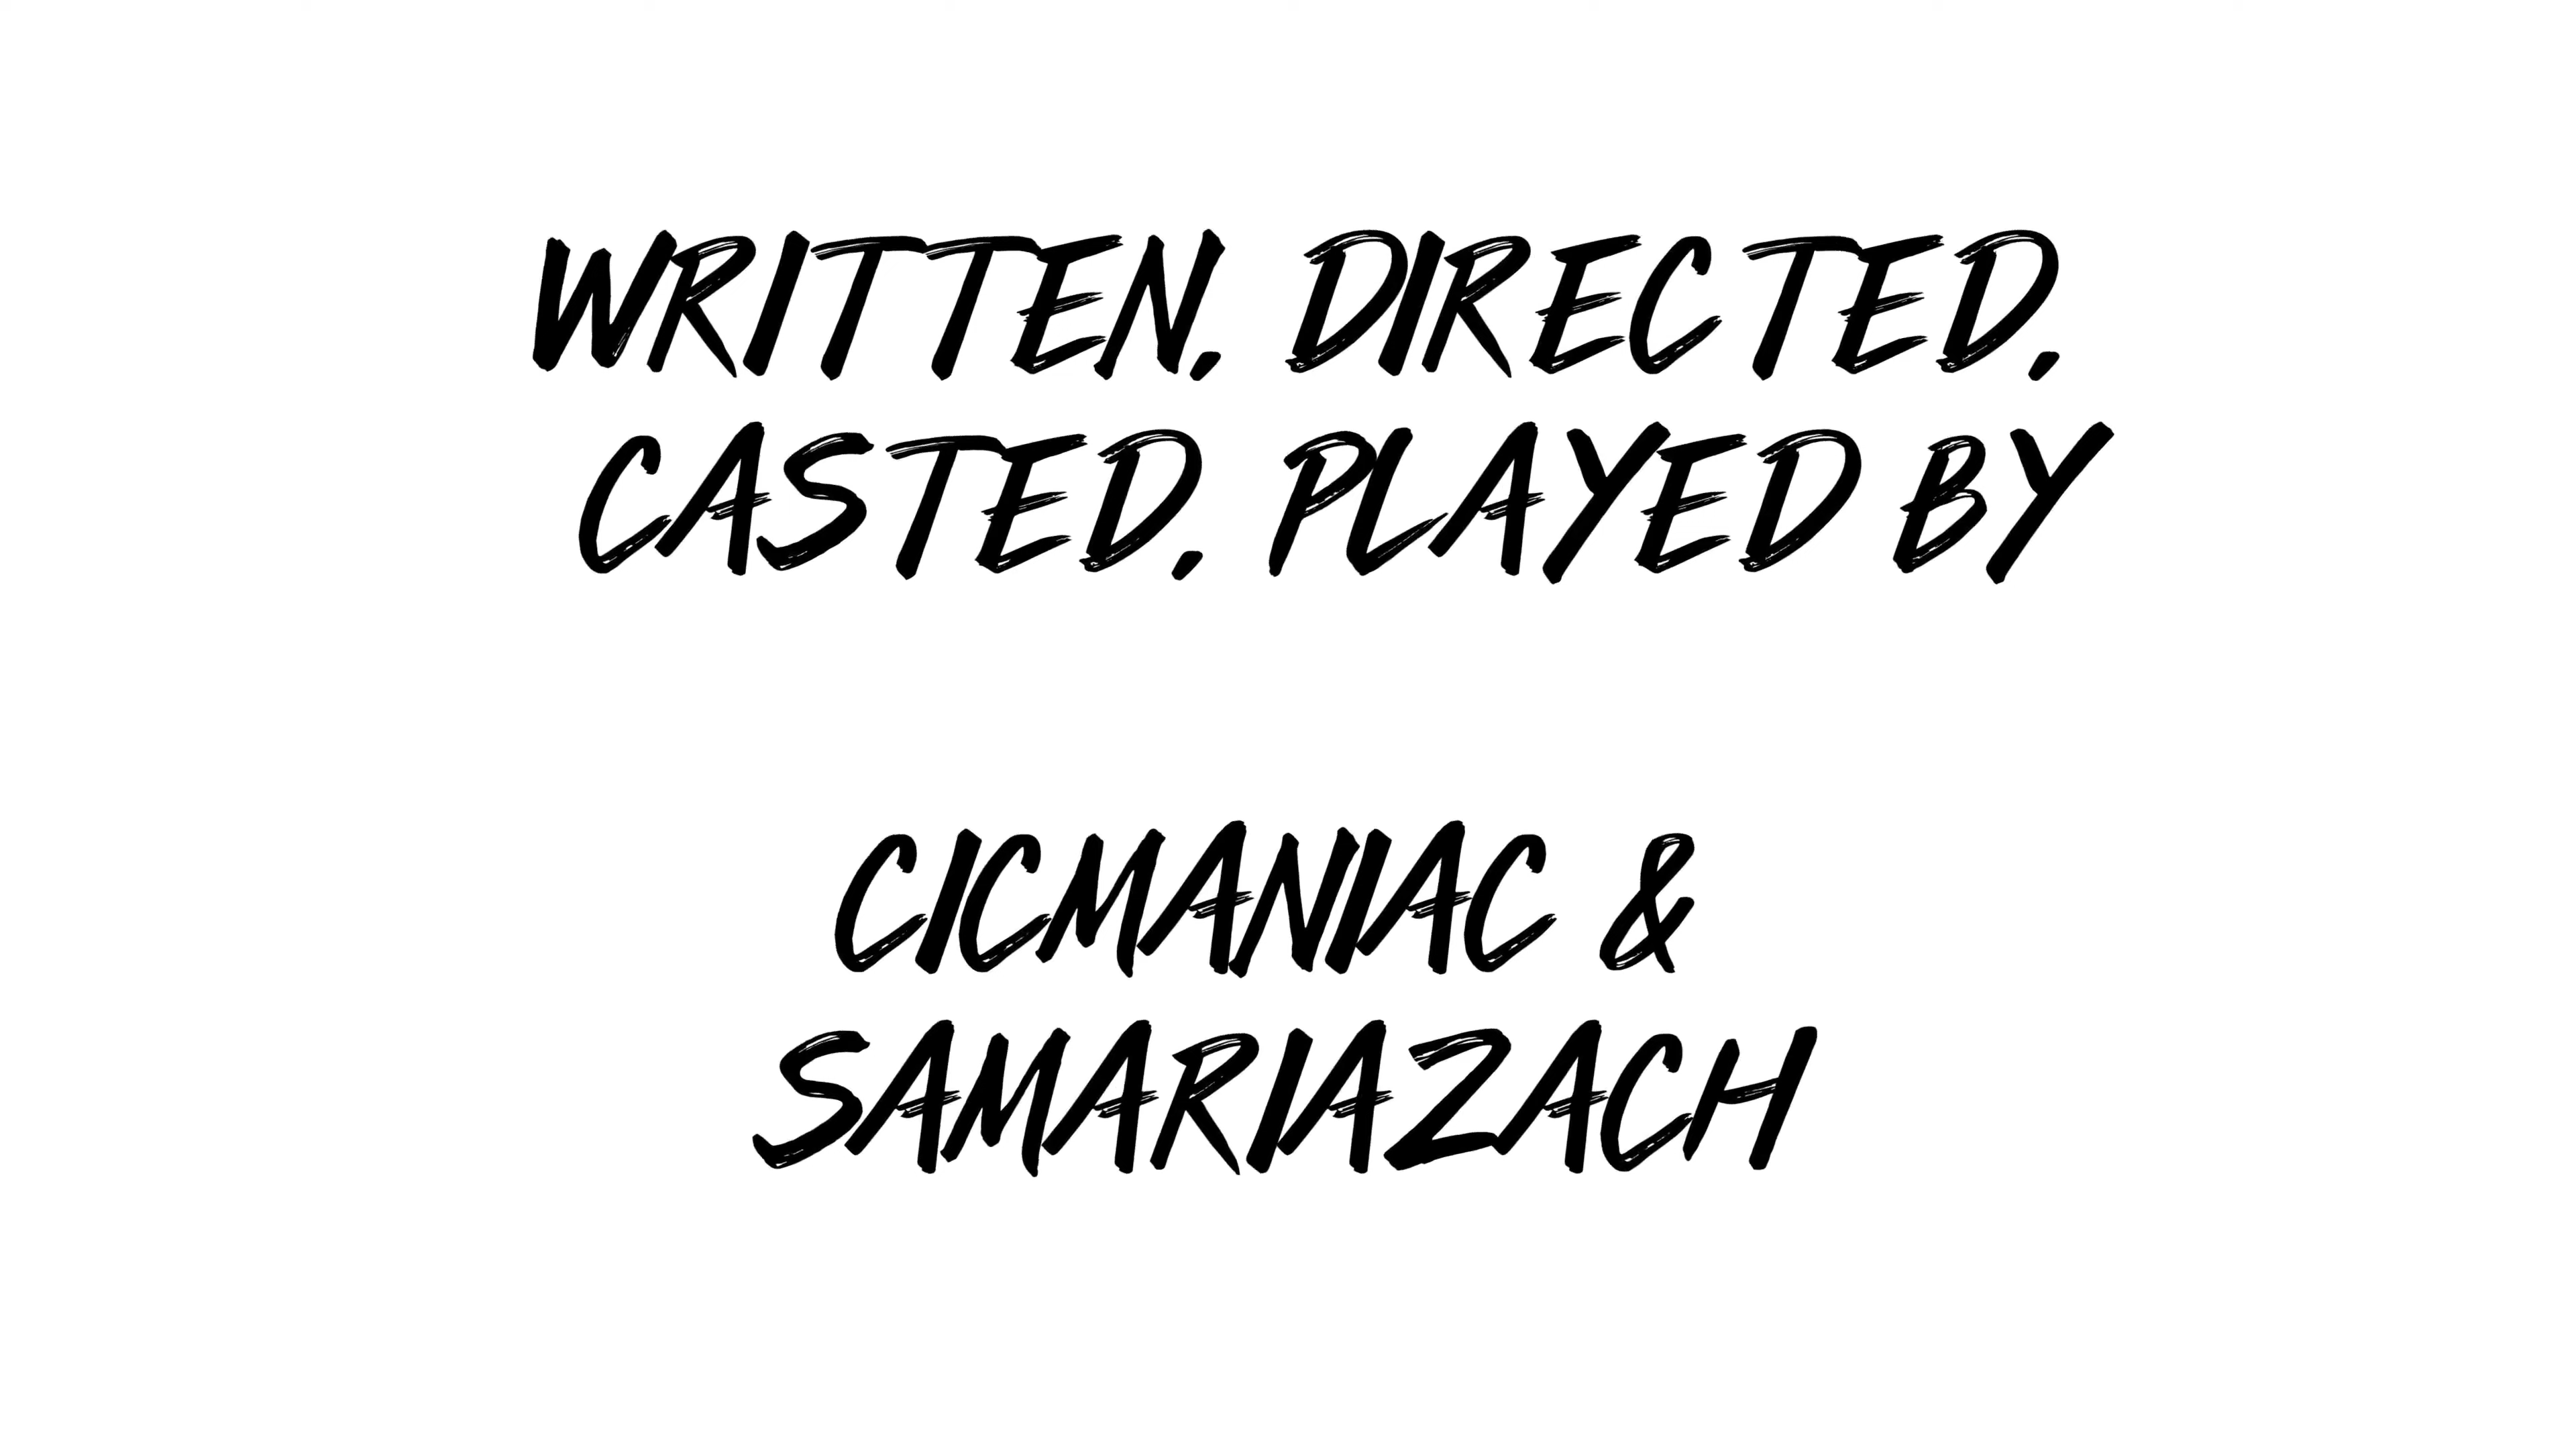 WRITTEN, DIRECTED,
CASTED, PLAYED BY
CICMANIAC &
SAMARIAZACH